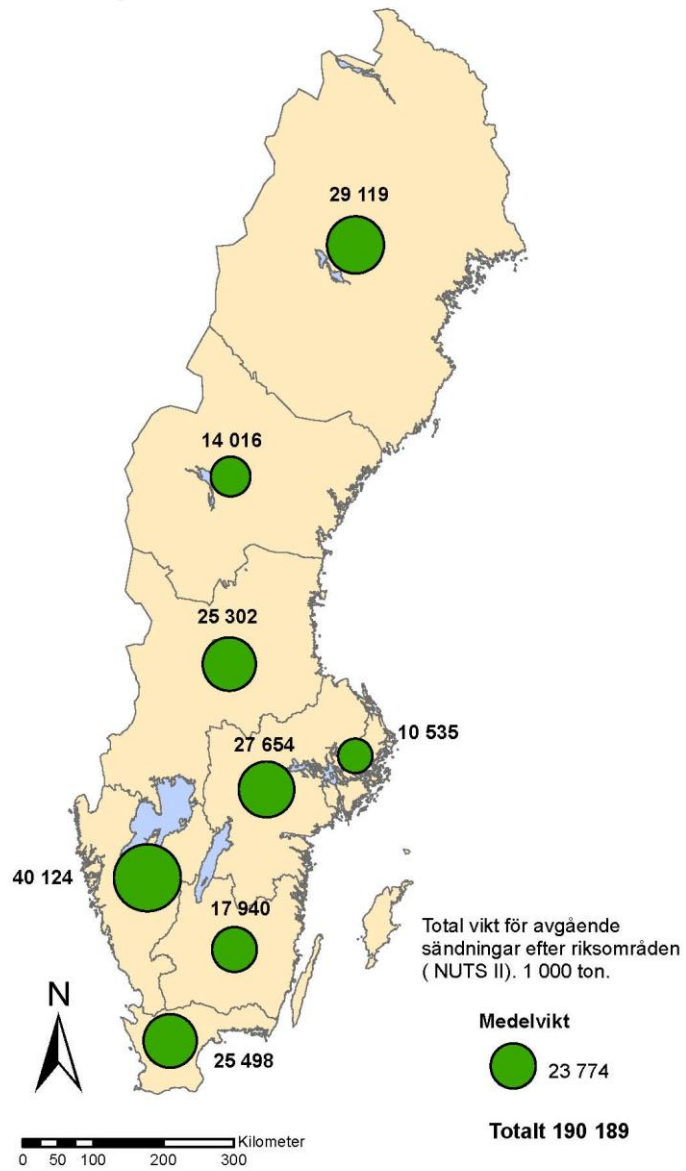 29 119
14 016
25 302
10 535
27 654
40 124
17 940
Total vikt för avgående
sändningar efter riksområden
( NUTS II). 1 000 ton.
N
Medelvikt
25 498
23 774
Totalt 190 189
Kilometer
0 50 100 200 300